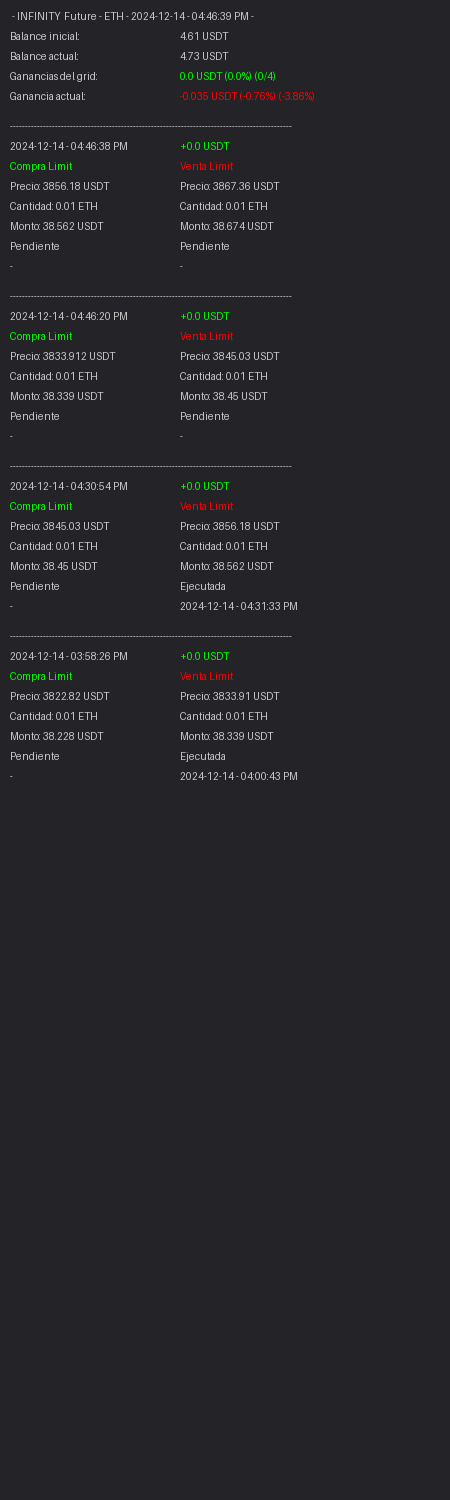 - INFINITY Future - ETH - 2024-12-14 - 04:46:39 PM -
Balance inicial: 4.61 USDT
Balance actual: 4.73 USDT
Ganancias del grid: 0.0 USDT (0.0%) (0/4)
Ganancia actual: -0.035 USDT (-0.76%) (-3.86%)
----------------------------------------------------------------------------------------------
2024-12-14 - 04:46:38 PM +0.0 USDT
Compra Limit Venta Limit
Precio: 3856.18 USDT Precio: 3867.36 USDT
Cantidad: 0.01 ETH Cantidad: 0.01 ETH
Monto: 38.562 USDT Monto: 38.674 USDT
Pendiente Pendiente
- -
----------------------------------------------------------------------------------------------
2024-12-14 - 04:46:20 PM +0.0 USDT
Compra Limit Venta Limit
Precio: 3833.912 USDT Precio: 3845.03 USDT
Cantidad: 0.01 ETH Cantidad: 0.01 ETH
Monto: 38.339 USDT Monto: 38.45 USDT
Pendiente Pendiente
- -
----------------------------------------------------------------------------------------------
2024-12-14 - 04:30:54 PM +0.0 USDT
Compra Limit Venta Limit
Precio: 3845.03 USDT Precio: 3856.18 USDT
Cantidad: 0.01 ETH Cantidad: 0.01 ETH
Monto: 38.45 USDT Monto: 38.562 USDT
Pendiente Ejecutada
- 2024-12-14 - 04:31:33 PM
----------------------------------------------------------------------------------------------
2024-12-14 - 03:58:26 PM +0.0 USDT
Compra Limit Venta Limit
Precio: 3822.82 USDT Precio: 3833.91 USDT
Cantidad: 0.01 ETH Cantidad: 0.01 ETH
Monto: 38.228 USDT Monto: 38.339 USDT
Pendiente Ejecutada
- 2024-12-14 - 04:00:43 PM